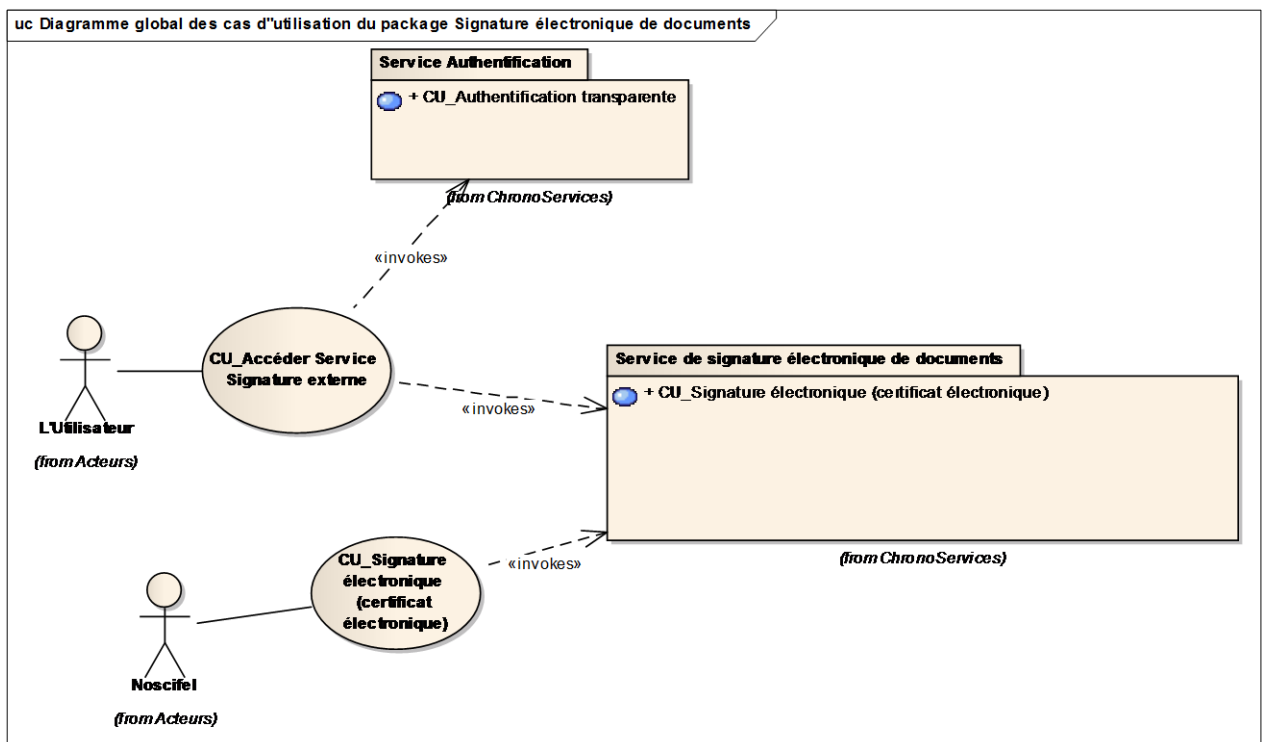 uc Diagramme global des cas d"utilisation du package Signature électronique de documents
Service Authentification
+ CU_Authentification transparente
(from ChronoServices)
«invokes»
CU_Accéder Service
Signature externe
L'Utilisateur
(from Acteurs)
«invokes»
Service de signature électronique de documents
+ CU_Signature électronique (certificat électronique)
(from ChronoServices)
«invokes»
CU_Signature
électronique
(certificat
électronique)
Noscifel
(from Acteurs)